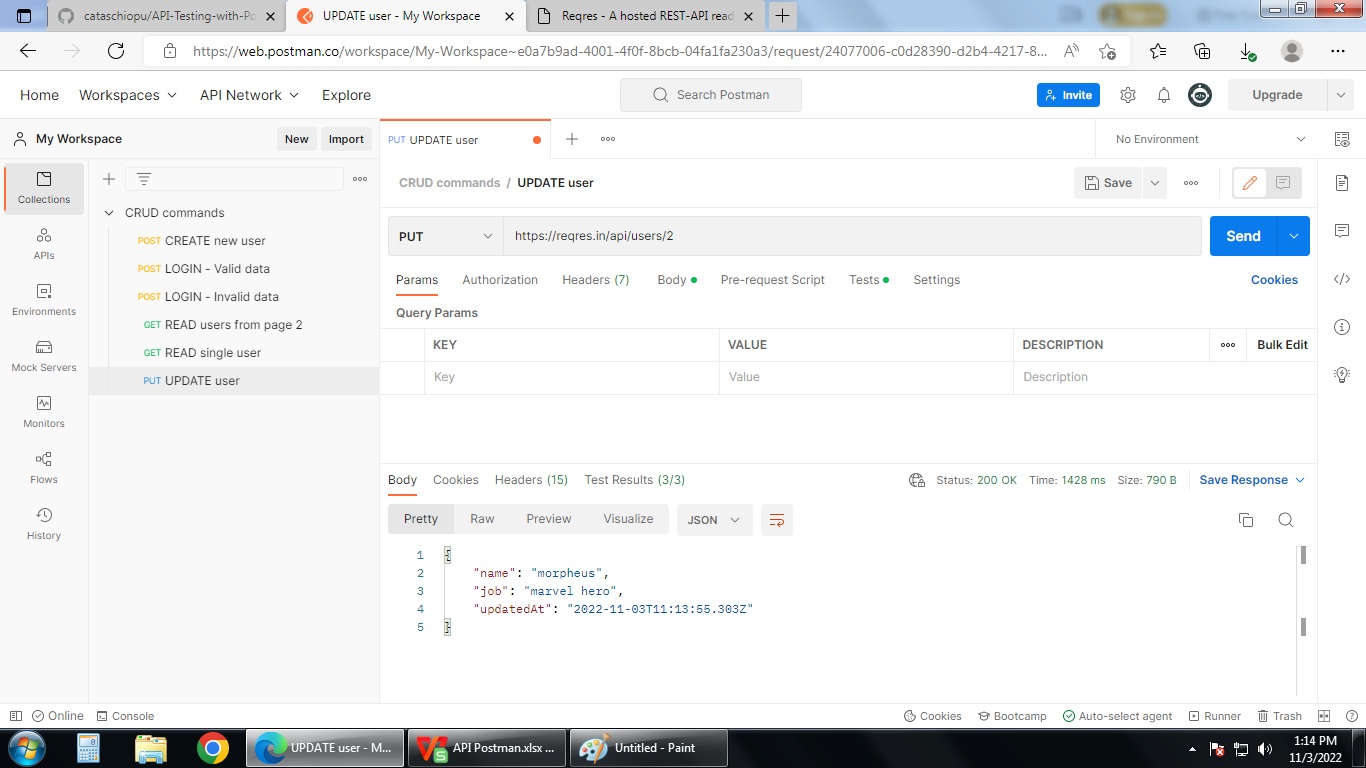 cataschiopu/API-Testing-with-Po
UPDATE user - My Workspace
Reqres - A hosted REST-API read
https://web.postman.co/workspace/My-Workspace~e0a7b9ad-4001-4f0f-8bcb-04fa1fa230a3/request/24077006-c0d28390-d2b4-4217-8...
Home Workspaces API Network Explore
Search Postman
Invite
Upgrade
My Workspace New Import
PUT UPDATE user
No Environment
Collections
APIs
Environments
Mock Servers
Monitors
Flows
History
CRUD commands
POST CREATE new user
POST LOGIN - Valid data
POST LOGIN - Invalid data
GET READ users from page 2
GET READ single user
PUT UPDATE user
CRUD commands / UPDATE user
Save
PUT https://reqres.in/api/users/2
Send
Params Authorization Headers (7) Body Pre-request Script Tests Settings Cookies
Query Params
KEY VALUE DESCRIPTION Bulk Edit
Key Value Description
Body Cookies Headers (15) Test Results (3/3)
Status: 200 OK Time: 1428 ms Size: 790 B Save Response
Pretty Raw Preview Visualize JSON
1 {
2 "name": "morpheus",
3 "job": "marvel hero",
4 "updatedAt": "2022-11-03T11:13:55.303Z"
5 }
Online Console
Cookies Bootcamp Auto-select agent Runner Trash
UPDATE user - M...
API Postman.xlsx ...
Untitled - Paint
1:14 PM
11/3/2022